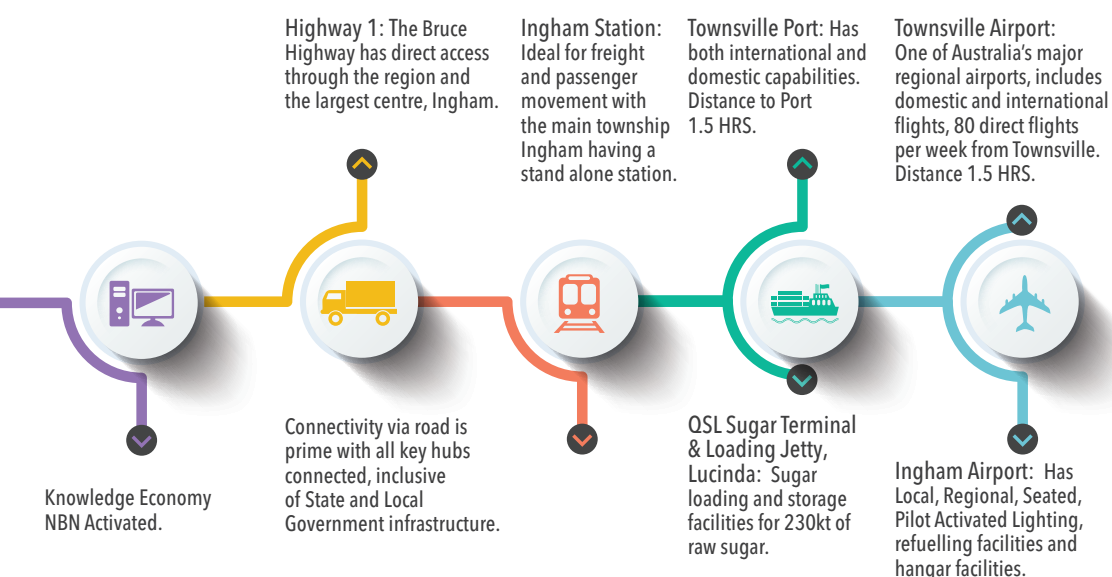 Highway 1: The Bruce
Highway has direct access
through the region and
the largest centre, Ingham.
Ingham Station:
Ideal for freight
and passenger
movement with
the main township
Ingham having a
stand alone station.
Townsville Port: Has
both international and
domestic capabilities.
Distance to Port
1.5 HRS.
Townsville Airport:
One of Australia's major
regional airports, includes
domestic and international
flights, 80 direct flights
per week from Townsville.
Distance 1.5 HRS.
Knowledge Economy
NBN Activated.
Connectivity via road is
prime with all key hubs
connected, inclusive
of State and Local
Government infrastructure.
QSL Sugar Terminal
& Loading Jetty,
Lucinda: Sugar
loading and storage
facilities for 230kt of
raw sugar.
Ingham Airport: Has
Local, Regional, Seated,
Pilot Activated Lighting,
refuelling facilities and
hangar facilities.